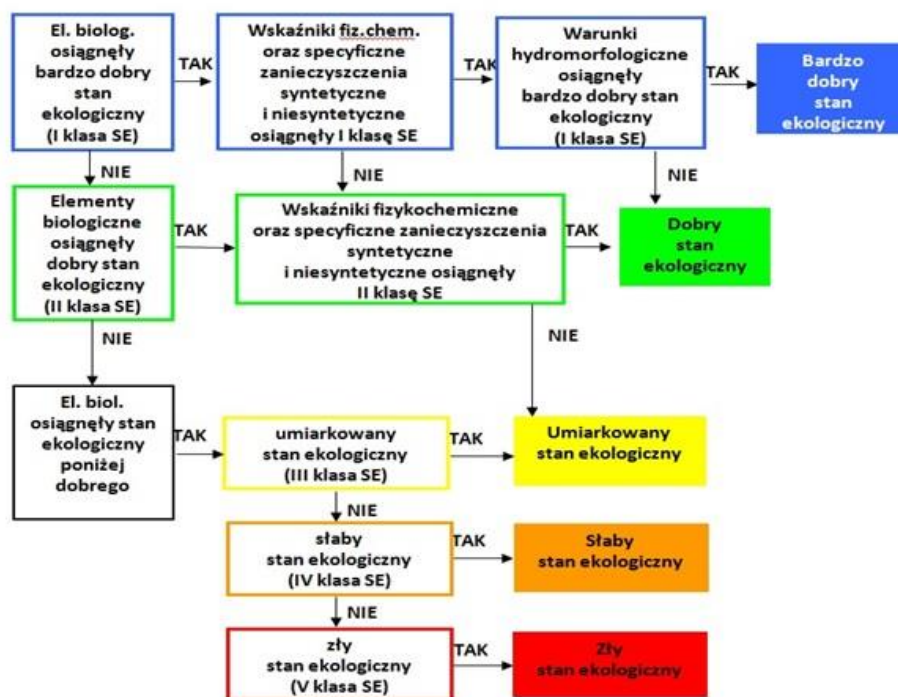 El. biolog.
osiągnęły
bardzo dobry
stan
ekologiczny
(I klasa SE)
TAK
Wskaźniki fiz.chem.
oraz specyficzne
zanieczyszczenia
syntetyczne
i niesyntetyczne
osiągnęły I klasę SE
TAK
Warunki
hydromorfologiczne
osiągnęły
bardzo dobry stan
ekologiczny
(I klasa SE)
TAK
Bardzo
dobry
stan
ekologiczny
NIE
NIE
NIE
Elementy
biologiczne
osiągnęły
dobry stan
ekologiczny
(II klasa SE)
TAK
Wskaźniki fizykochemiczne
oraz specyficzne zanieczyszczenia
syntetyczne
i niesyntetyczne osiągnęły
II klasę SE
TAK
Dobry
stan
ekologiczny
NIE
NIE
El. biol.
osiągnęły stan
ekologiczny
poniżej
dobrego
TAK
umiarkowany
stan ekologiczny
(III klasa SE)
TAK
Umiarkowany
stan ekologiczny
NIE
słaby
stan ekologiczny
(IV klasa SE)
TAK
Słaby
stan ekologiczny
NIE
zły
stan ekologiczny
(V klasa SE)
TAK
Zły
stan ekologiczny